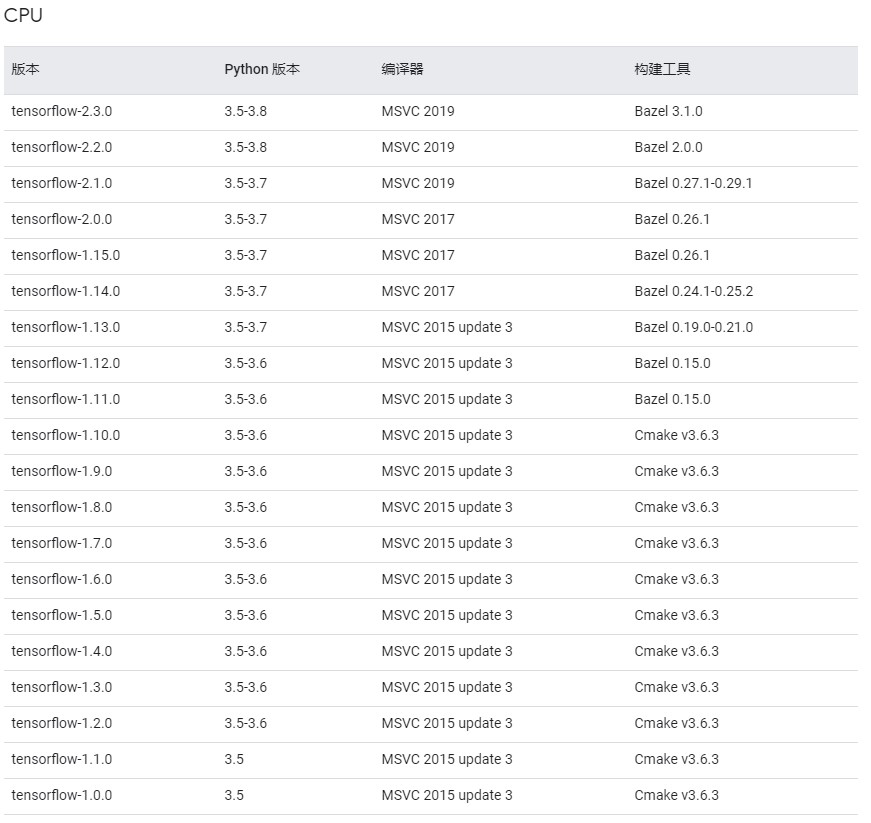 CPU
版本 Python 版本 编译器 构建工具
tensorflow-2.3.0 3.5-3.8 MSVC 2019 Bazel 3.1.0
tensorflow-2.2.0 3.5-3.8 MSVC 2019 Bazel 2.0.0
tensorflow-2.1.0 3.5-3.7 MSVC 2019 Bazel 0.27.1-0.29.1
tensorflow-2.0.0 3.5-3.7 MSVC 2017 Bazel 0.26.1
tensorflow-1.15.0 3.5-3.7 MSVC 2017 Bazel 0.26.1
tensorflow-1.14.0 3.5-3.7 MSVC 2017 Bazel 0.24.1-0.25.2
tensorflow-1.13.0 3.5-3.7 MSVC 2015 update 3 Bazel 0.19.0-0.21.0
tensorflow-1.12.0 3.5-3.6 MSVC 2015 update 3 Bazel 0.15.0
tensorflow-1.11.0 3.5-3.6 MSVC 2015 update 3 Bazel 0.15.0
tensorflow-1.10.0 3.5-3.6 MSVC 2015 update 3 Cmake v3.6.3
tensorflow-1.9.0 3.5-3.6 MSVC 2015 update 3 Cmake v3.6.3
tensorflow-1.8.0 3.5-3.6 MSVC 2015 update 3 Cmake v3.6.3
tensorflow-1.7.0 3.5-3.6 MSVC 2015 update 3 Cmake v3.6.3
tensorflow-1.6.0 3.5-3.6 MSVC 2015 update 3 Cmake v3.6.3
tensorflow-1.5.0 3.5-3.6 MSVC 2015 update 3 Cmake v3.6.3
tensorflow-1.4.0 3.5-3.6 MSVC 2015 update 3 Cmake v3.6.3
tensorflow-1.3.0 3.5-3.6 MSVC 2015 update 3 Cmake v3.6.3
tensorflow-1.2.0 3.5-3.6 MSVC 2015 update 3 Cmake v3.6.3
tensorflow-1.1.0 3.5 MSVC 2015 update 3 Cmake v3.6.3
tensorflow-1.0.0 3.5 MSVC 2015 update 3 Cmake v3.6.3